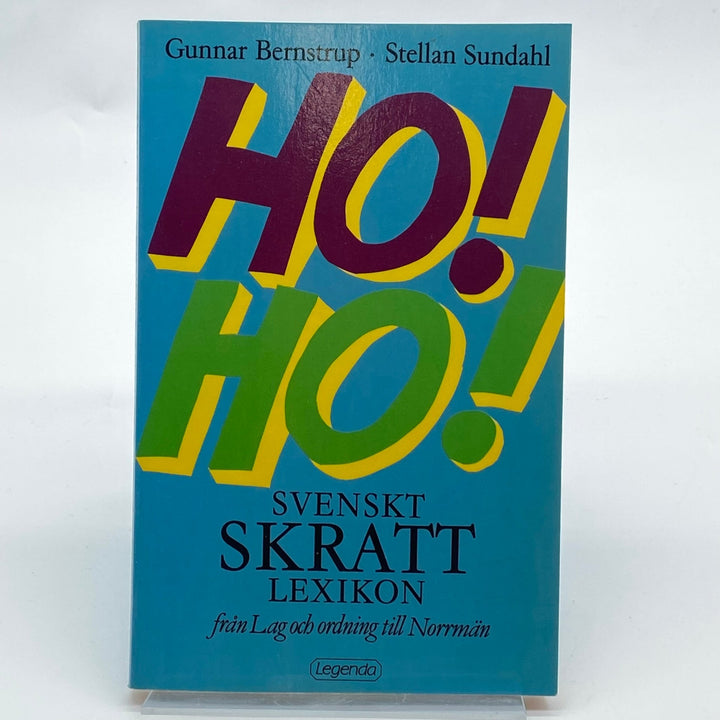 Gunnar Bernstrup · Stellan Sundahl
HO!
HO!
SVENSKT
SKRATT
LEXIKON
från Lag och ordning till Norrmän
Legenda